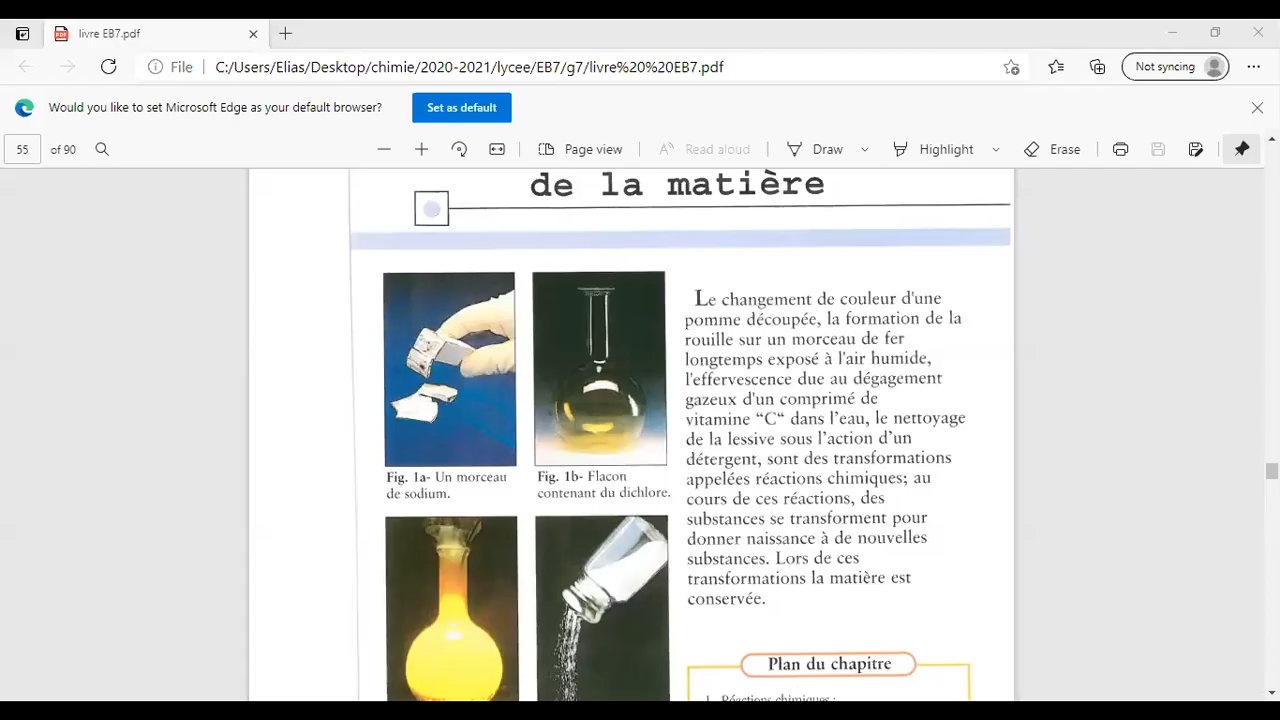 livre EB7.pdf
File C:/Users/Elias/Desktop/chimie/2020-2021/lycee/EB7/g7/livre%20%20EB7.pdf
Not syncing
Would you like to set Microsoft Edge as your default browser?
Set as default
55 of 90
Page view
Read aloud
Draw
Highlight
Erase
de la matière
Fig. 1a- Un morceau
de sodium.
Fig. 1b- Flacon
contenant du dichlore.
Le changement de couleur d'une
pomme découpée, la formation de la
rouille sur un morceau de fer
longtemps exposé à l'air humide,
l'effervescence due au dégagement
gazeux d'un comprimé de
vitamine “C“ dans l'eau, le nettoyage
de la lessive sous l'action d'un
détergent, sont des transformations
appelées réactions chimiques; au
cours de ces réactions, des
substances se transforment pour
donner naissance à de nouvelles
substances. Lors de ces
transformations la matière est
conservée.
Plan du chapitre
1. Réactions chimiques :